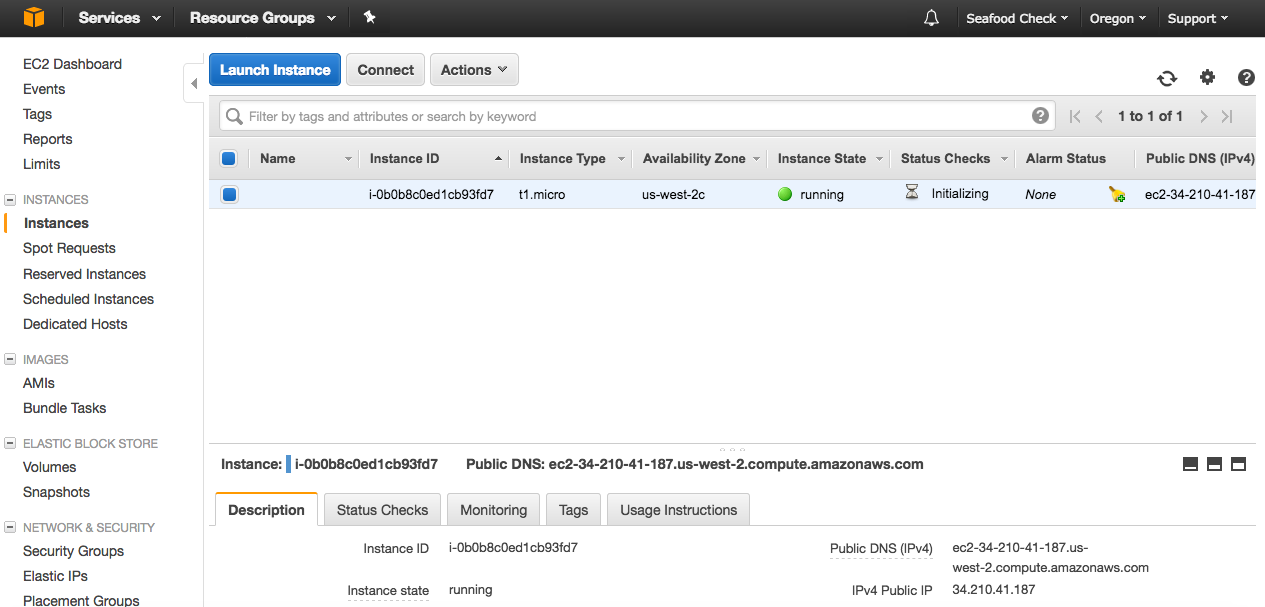 Services Resource Groups Seafood Check Oregon Support
EC2 Dashboard
Events
Tags
Reports
Limits
INSTANCES
Instances
Spot Requests
Reserved Instances
Scheduled Instances
Dedicated Hosts
IMAGES
AMIs
Bundle Tasks
ELASTIC BLOCK STORE
Volumes
Snapshots
NETWORK & SECURITY
Security Groups
Elastic IPs
Placement Groups
Launch Instance Connect Actions
Filter by tags and attributes or search by keyword 1 to 1 of 1
Name Instance ID Instance Type Availability Zone Instance State Status Checks Alarm Status Public DNS (IPv4)
i-0b0b8c0ed1cb93fd7 t1.micro us-west-2c running Initializing None ec2-34-210-41-187
Instance: i-0b0b8c0ed1cb93fd7 Public DNS: ec2-34-210-41-187.us-west-2.compute.amazonaws.com
Description Status Checks Monitoring Tags Usage Instructions
Instance ID i-0b0b8c0ed1cb93fd7 Public DNS (IPv4) ec2-34-210-41-187.us-
west-2.compute.amazonaws.com
Instance state running IPv4 Public IP 34.210.41.187